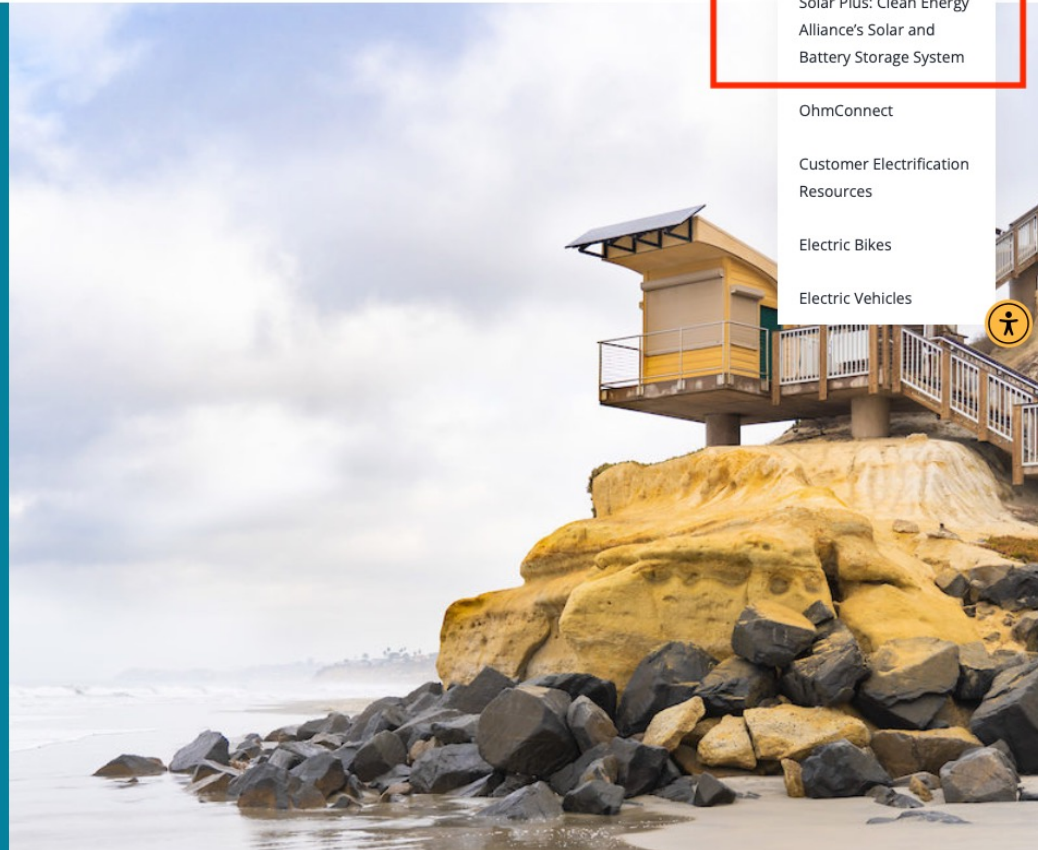 Solar Plus: Clean Energy
Alliance’s Solar and
Battery Storage System
OhmConnect
Customer Electrification
Resources
Electric Bikes
Electric Vehicles